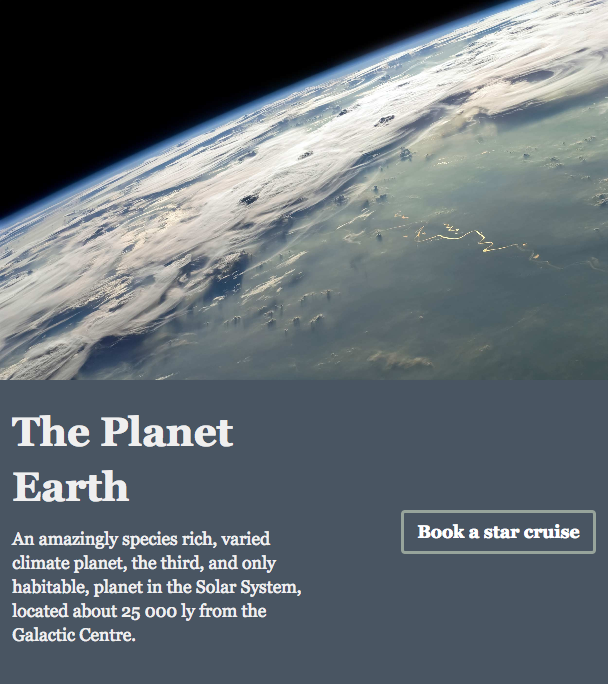 The Planet
Earth
An amazingly species rich, varied
climate planet, the third, and only
habitable, planet in the Solar System,
located about 25 000 ly from the
Galactic Centre.
Book a star cruise